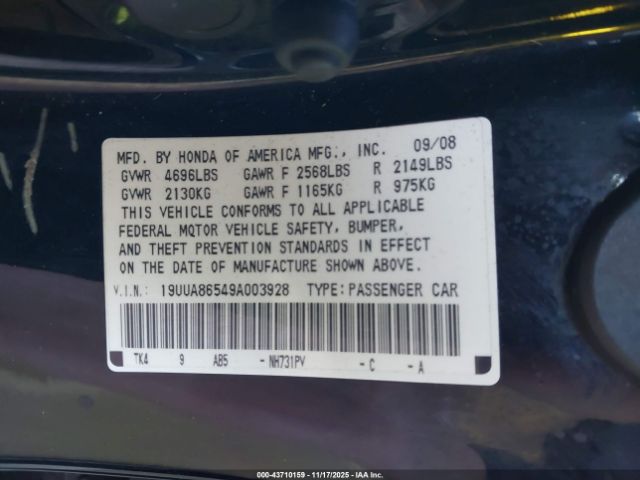 MFD. BY HONDA OF AMERICA MFG., INC. 09/08
GVWR 4696LBS GAWR F 2568LBS R 2149LBS
GVWR 2130KG GAWR F 1165KG R 975KG
THIS VEHICLE CONFORMS TO ALL APPLICABLE
FEDERAL MOTOR VEHICLE SAFETY, BUMPER,
AND THEFT PREVENTION STANDARDS IN EFFECT
ON THE DATE OF MANUFACTURE SHOWN ABOVE.
V.I.N.: 19UUA86549A003928 TYPE: PASSENGER CAR
TK4 9 AB5 -NH731PV -C -A
000-43710159 - 11/17/2025 - IAAI.COM